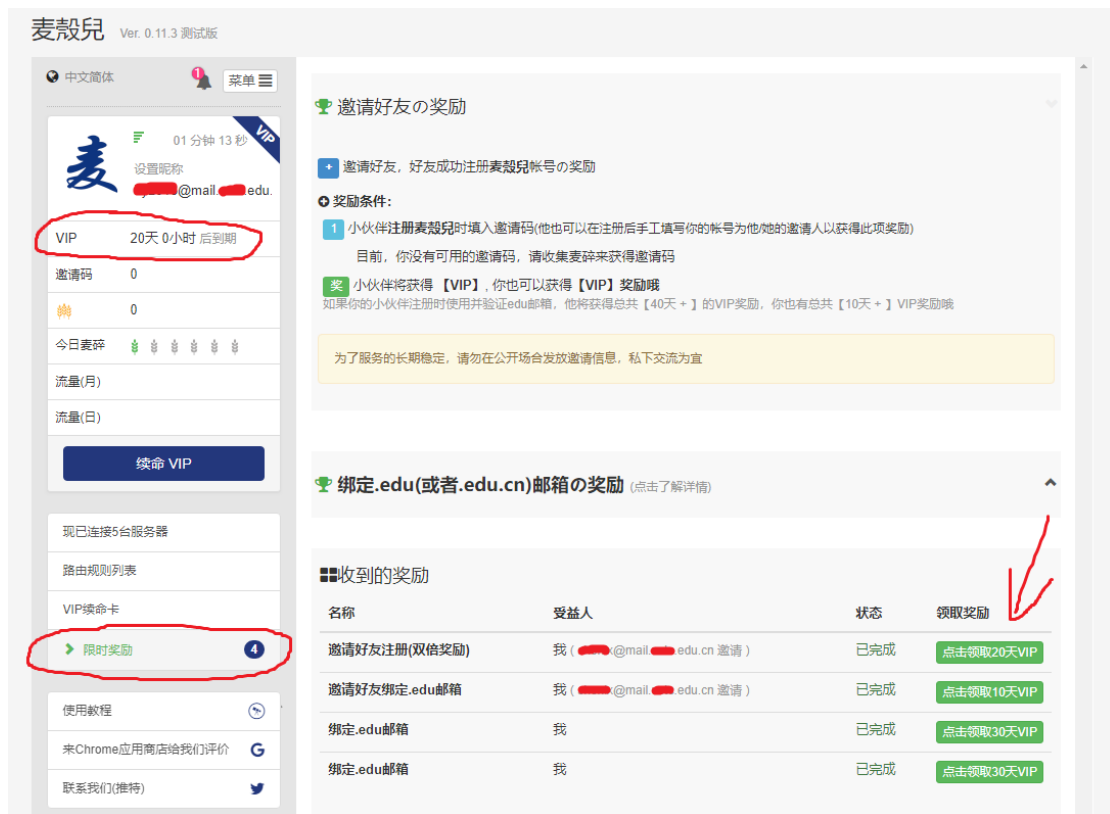 麦殼兒 Ver. 0.11.3 测试版
中文简体 1 菜单
麦 01 分钟 13 秒 VIP
设置昵称
@mail. edu.
VIP 20天 0小时 后到期
邀请码 0
0
今日麦碎
流量(月)
流量(日)
续命 VIP
现已连接5台服务器
路由规则列表
VIP续命卡
限时奖励 4
使用教程
来Chrome应用商店给我们评价 G
联系我们(推特)
邀请好友の奖励
+ 邀请好友，好友成功注册麦殼兒帐号の奖励
奖励条件：
1 小伙伴注册麦殼兒时填入邀请码(他也可以在注册后手工填写你的帐号为他/她的邀请人以获得此项奖励)
目前，你没有可用的邀请码，请收集麦碎来获得邀请码
奖 小伙伴将获得 【VIP】, 你也可以获得【VIP】奖励哦
如果你的小伙伴注册时使用并验证edu邮箱，他将获得总共【40天 + 】的VIP奖励，你也有总共【10天 + 】VIP奖励哦
为了服务的长期稳定，请勿在公开场合发放邀请信息，私下交流为宜
绑定.edu(或者.edu.cn)邮箱の奖励 (点击了解详情)
收到的奖励
名称 受益人 状态 领取奖励
邀请好友注册(双倍奖励) 我 ( @mail. .edu.cn 邀请 ) 已完成 点击领取20天VIP
邀请好友绑定.edu邮箱 我 ( @mail. .edu.cn 邀请 ) 已完成 点击领取10天VIP
绑定.edu邮箱 我 已完成 点击领取30天VIP
绑定.edu邮箱 我 已完成 点击领取30天VIP